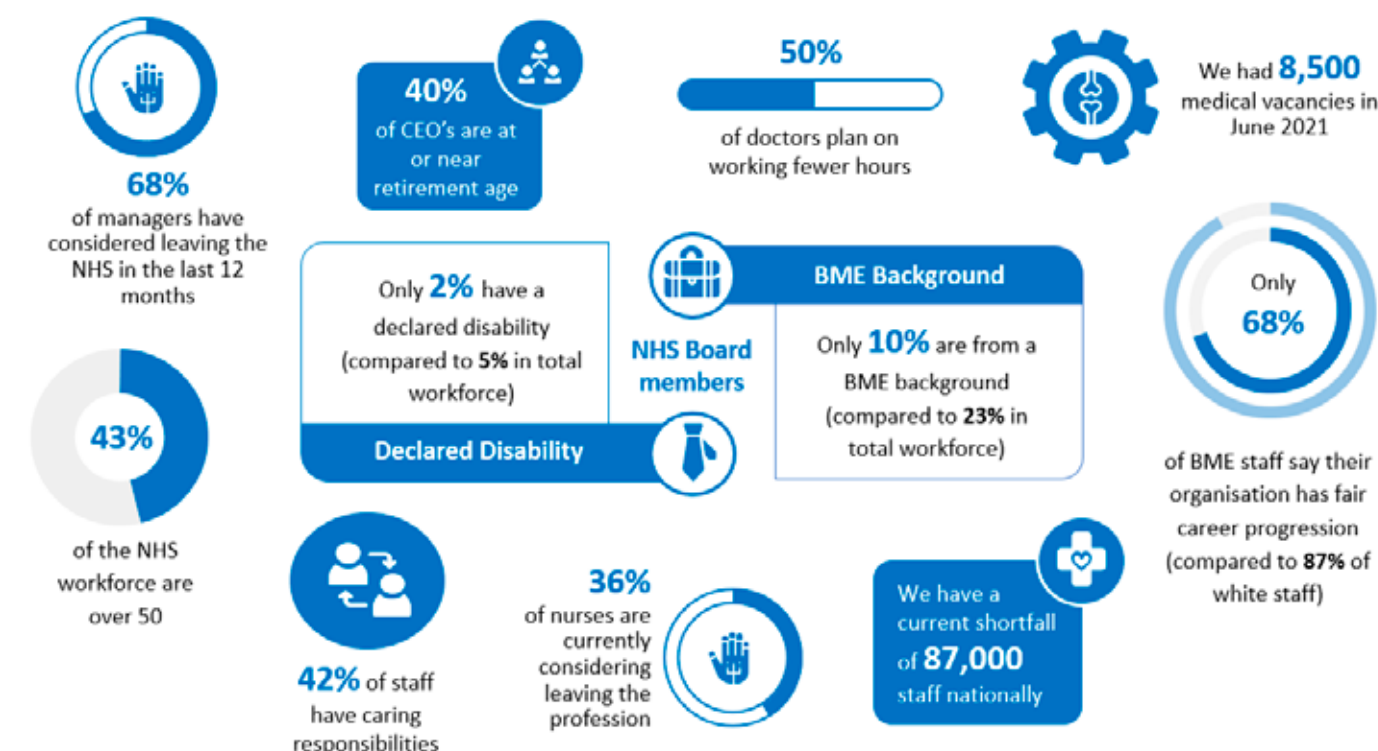 68%
of managers have
considered leaving the
NHS in the last 12
months
40%
of CEO's are at
or near
retirement age
50%
of doctors plan on
working fewer hours
We had 8,500
medical vacancies in
June 2021
Only 2% have a
declared disability
(compared to 5% in total
workforce)
Declared Disability
NHS Board
members
BME Background
Only 10% are from a
BME background
(compared to 23% in
total workforce)
Only
68%
of BME staff say their
organisation has fair
career progression
(compared to 87% of
white staff)
43%
of the NHS
workforce are
over 50
42% of staff
have caring
responsibilities
36%
of nurses are
currently
considering
leaving the
profession
We have a
current shortfall
of 87,000
staff nationally